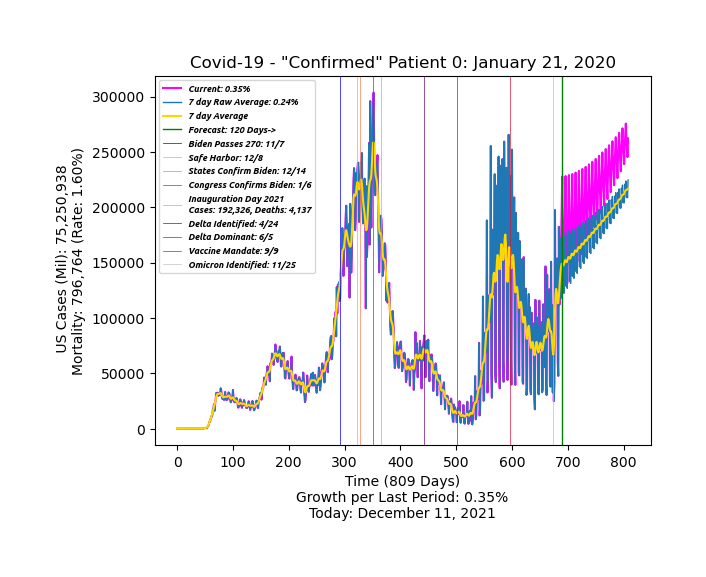 Covid-19 - "Confirmed" Patient 0: January 21, 2020
Current: 0.35%
7 day Raw Average: 0.24%
7 day Average
Forecast: 120 Days->
Biden Passes 270: 11/7
Safe Harbor: 12/8
States Confirm Biden: 12/14
Congress Confirms Biden: 1/6
Inauguration Day 2021
Cases: 192,326, Deaths: 4,137
Delta Identified: 4/24
Delta Dominant: 6/5
Vaccine Mandate: 9/9
Omicron Identified: 11/25
300000
250000
200000
150000
100000
50000
0
US Cases (Mil): 75,250,938
Mortality: 796,764 (Rate: 1.60%)
0 100 200 300 400 500 600 700 800
Time (809 Days)
Growth per Last Period: 0.35%
Today: December 11, 2021